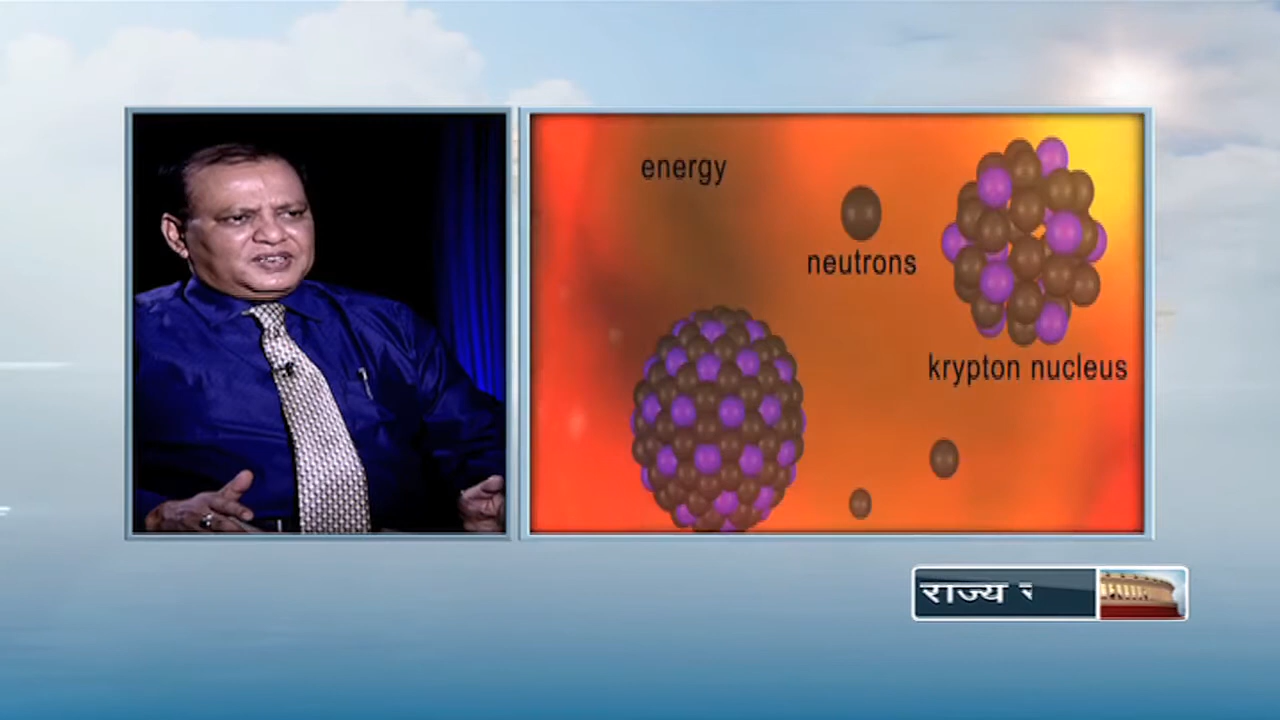 energy
neutrons
krypton nucleus
राज्य